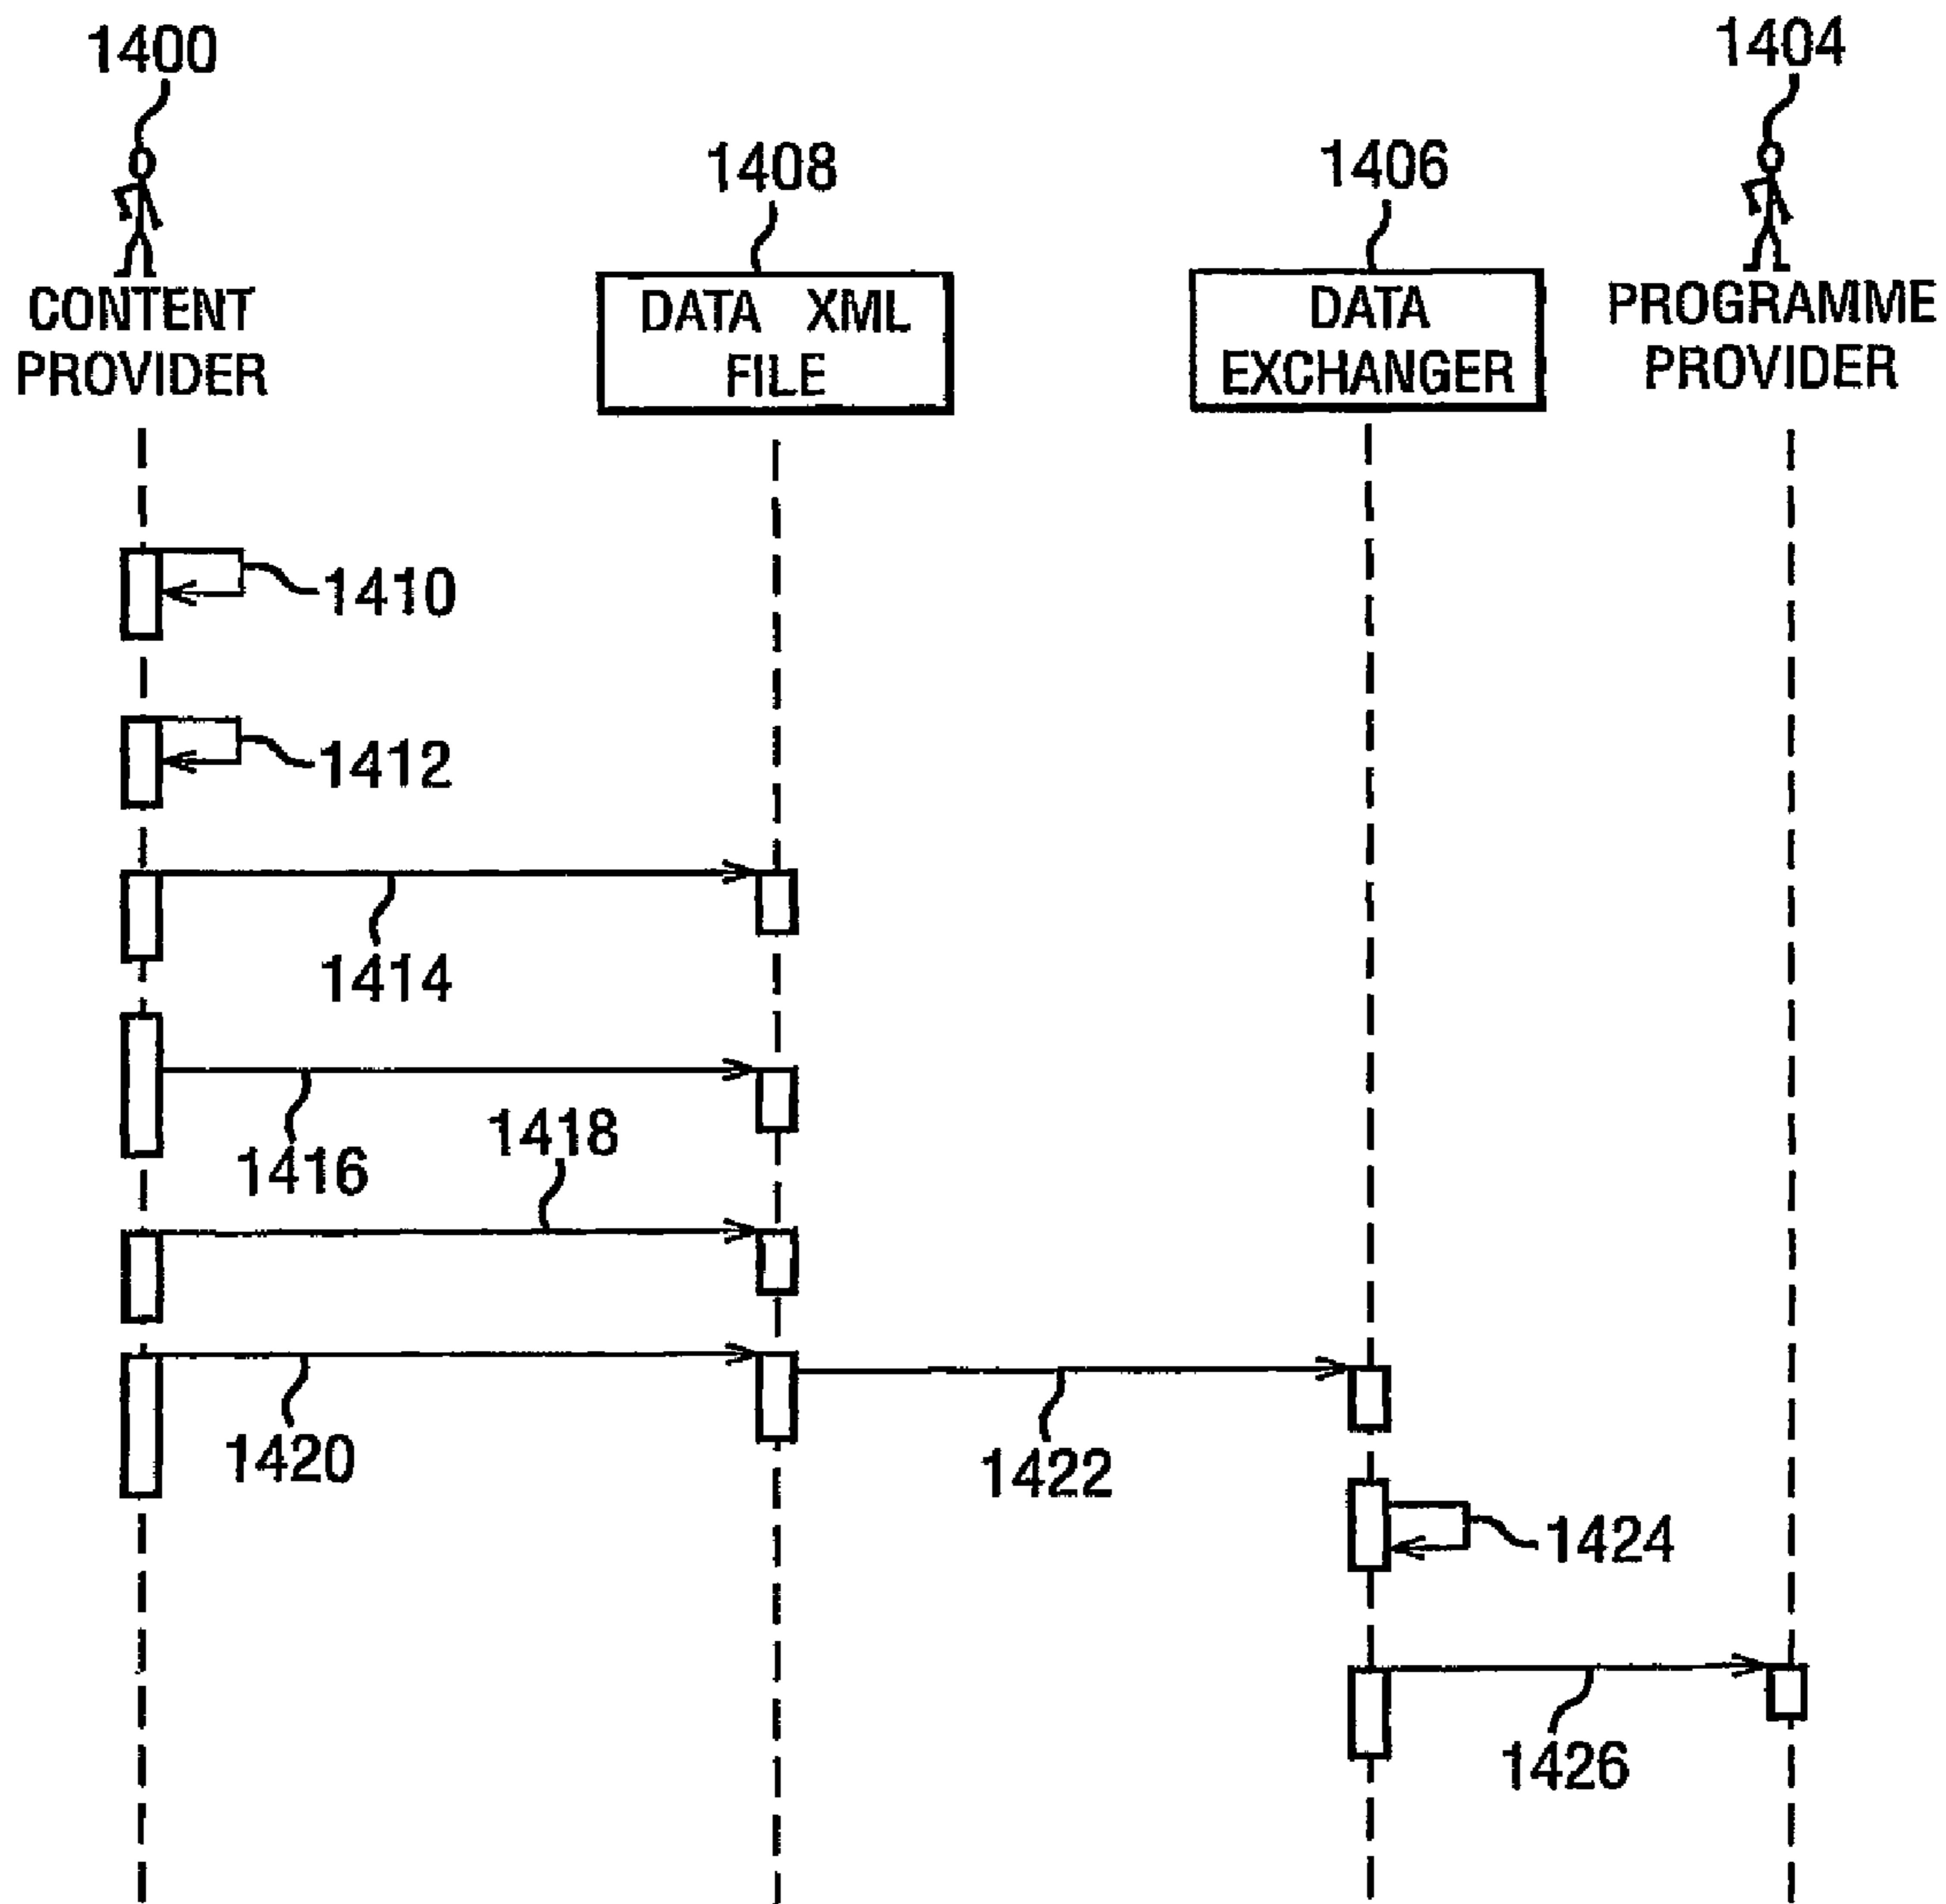 1400
1404
1408
1406
CONTENT
PROVIDER
DATA XML
FILE
DATA
EXCHANGER
PROGRAMME
PROVIDER
1410
1412
1414
1416
1418
1420
1422
1424
1426